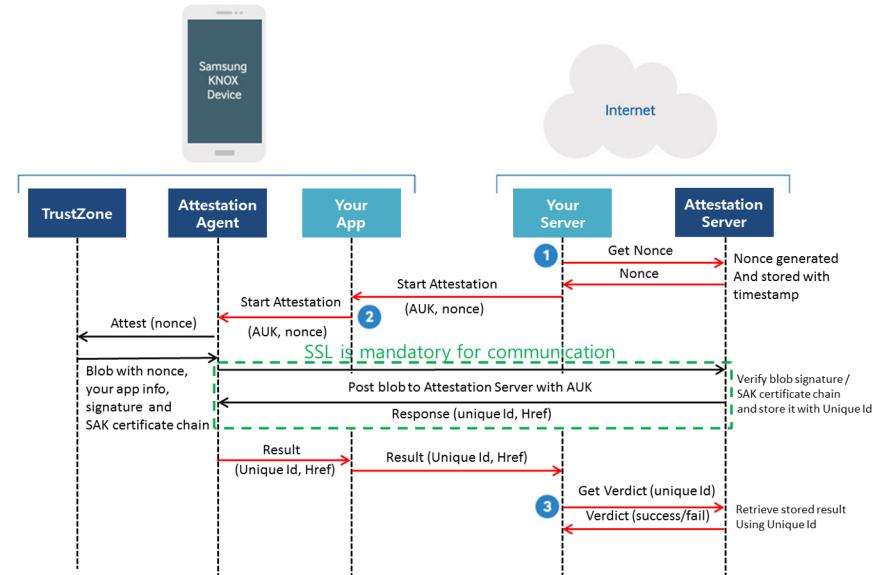 Samsung
KNOX
Device
Internet
TrustZone
Attestation
Agent
Your
App
Your
Server
Attestation
Server
1
Get Nonce
Nonce generated
And stored with
timestamp
Nonce
Start Attestation
(AUK, nonce)
Start Attestation
2
(AUK, nonce)
Attest (nonce)
SSL is mandatory for communication
Blob with nonce,
your app info,
signature and
SAK certificate chain
Post blob to Attestation Server with AUK
Verify blob signature /
SAK certificate chain
and store it with Unique Id
Response (unique Id, Href)
Result
(Unique Id, Href)
Result (Unique Id, Href)
Get Verdict (unique Id)
3
Verdict (success/fail)
Retrieve stored result
Using Unique Id